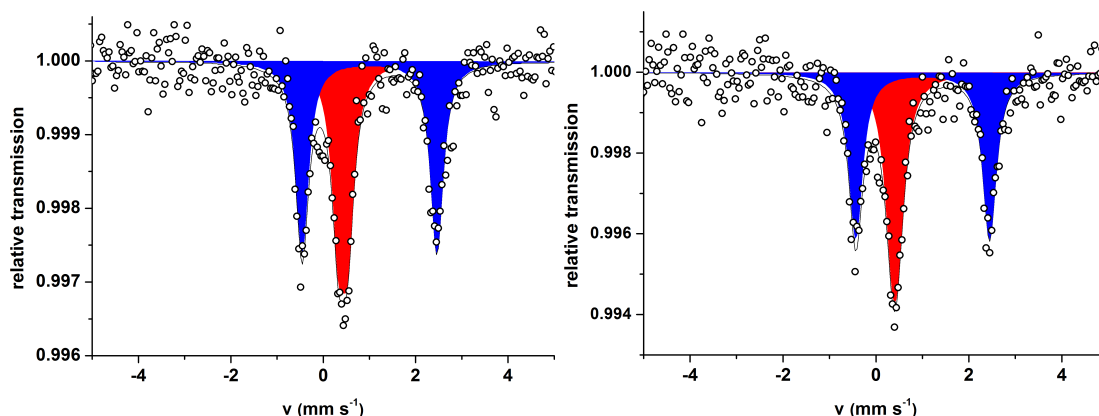 1.000
0.999
0.998
0.997
0.996
relative transmission
-4 -2 0 2 4
v (mm s⁻¹)
1.000
0.998
0.996
0.994
relative transmission
-4 -2 0 2 4
v (mm s⁻¹)